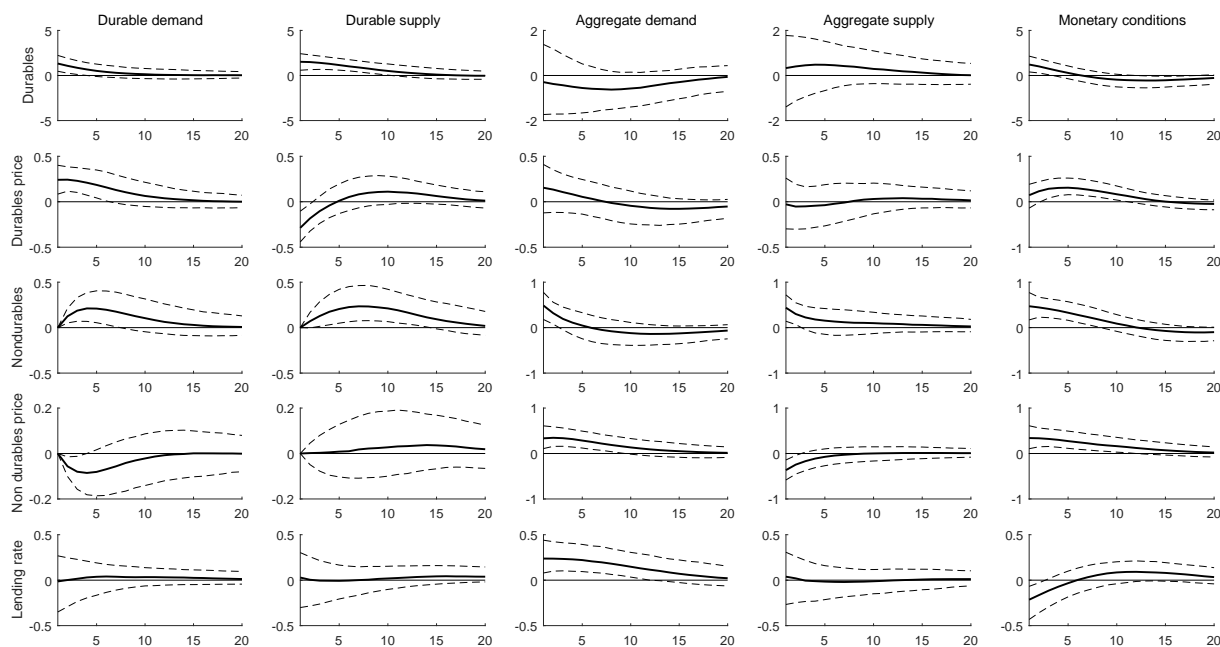 Durable demand Durable supply Aggregate demand Aggregate supply Monetary conditions
Durables
5 5 2 2 5
0 0 0 0 0
-5 -5 -2 -2 -5
5 10 15 20 5 10 15 20 5 10 15 20 5 10 15 20 5 10 15 20
Durables price
0.5 0.5 0.5 0.5 1
0 0 0 0 0
-0.5 -0.5 -0.5 -0.5 -1
5 10 15 20 5 10 15 20 5 10 15 20 5 10 15 20 5 10 15 20
Nondurables
0.5 0.5 1 1 1
0 0 0 0 0
-0.5 -0.5 -1 -1 -1
5 10 15 20 5 10 15 20 5 10 15 20 5 10 15 20 5 10 15 20
Non durables price
0.2 0.2 1 1 1
0 0 0 0 0
-0.2 -0.2 -1 -1 -1
5 10 15 20 5 10 15 20 5 10 15 20 5 10 15 20 5 10 15 20
Lending rate
0.5 0.5 0.5 0.5 0.5
0 0 0 0 0
-0.5 -0.5 -0.5 -0.5 -0.5
5 10 15 20 5 10 15 20 5 10 15 20 5 10 15 20 5 10 15 20